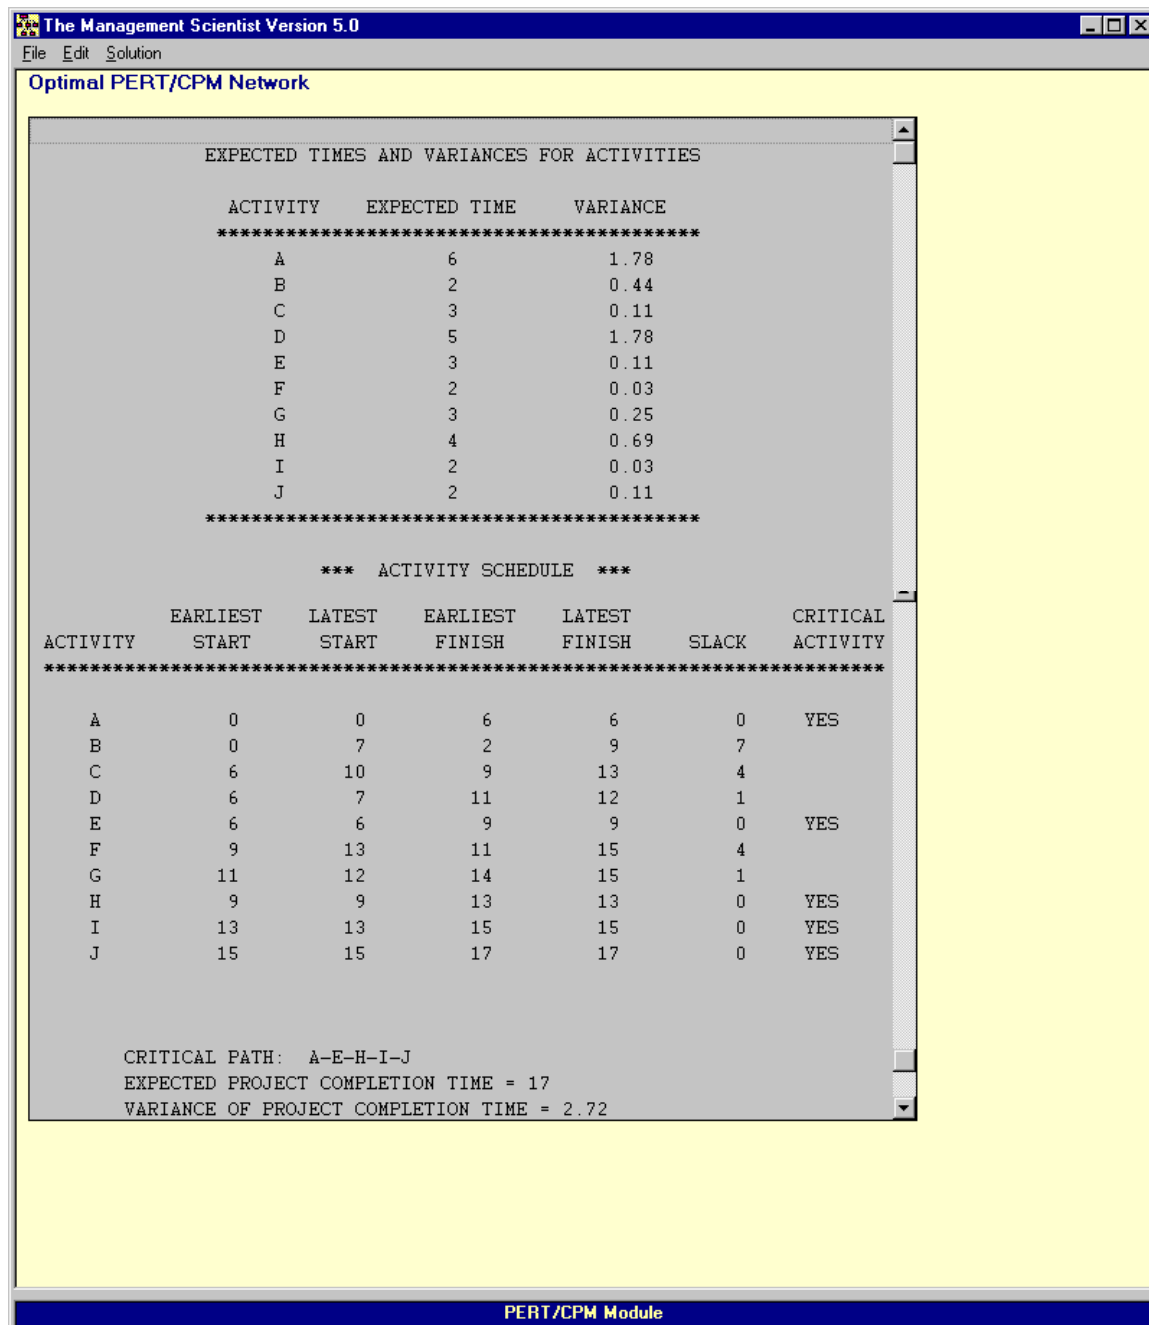 The Management Scientist Version 5.0
File Edit Solution
Optimal PERT/CPM Network
EXPECTED TIMES AND VARIANCES FOR ACTIVITIES
ACTIVITY EXPECTED TIME VARIANCE
******************************************
A 6 1.78
B 2 0.44
C 3 0.11
D 5 1.78
E 3 0.11
F 2 0.03
G 3 0.25
H 4 0.69
I 2 0.03
J 2 0.11
*******************************************
*** ACTIVITY SCHEDULE ***
EARLIEST LATEST EARLIEST LATEST CRITICAL
ACTIVITY START START FINISH FINISH SLACK ACTIVITY
*************************************************************************
A 0 0 6 6 0 YES
B 0 7 2 9 7
C 6 10 9 13 4
D 6 7 11 12 1
E 6 6 9 9 0 YES
F 9 13 11 15 4
G 11 12 14 15 1
H 9 9 13 13 0 YES
I 13 13 15 15 0 YES
J 15 15 17 17 0 YES
CRITICAL PATH: A-E-H-I-J
EXPECTED PROJECT COMPLETION TIME = 17
VARIANCE OF PROJECT COMPLETION TIME = 2.72
PERT/CPM Module